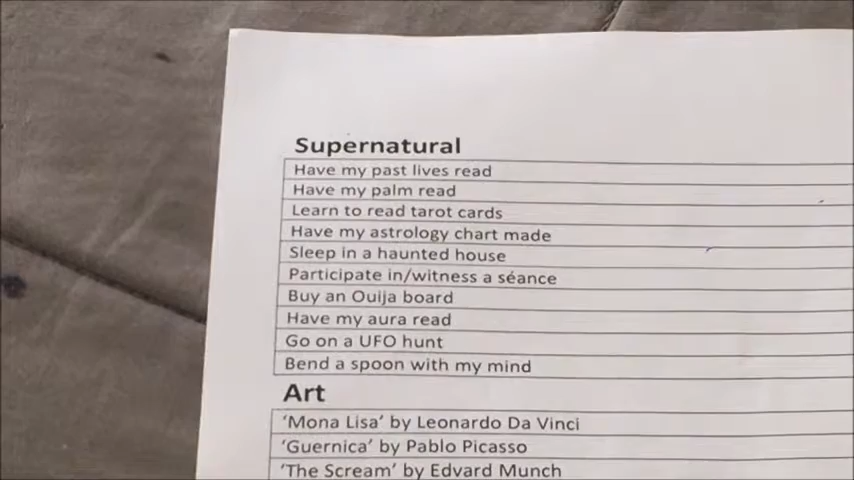 Supernatural
Have my past lives read
Have my palm read
Learn to read tarot cards
Have my astrology chart made
Sleep in a haunted house
Participate in/witness a séance
Buy an Ouija board
Have my aura read
Go on a UFO hunt
Bend a spoon with my mind
Art
‘Mona Lisa’ by Leonardo Da Vinci
‘Guernica’ by Pablo Picasso
‘The Scream’ by Edvard Munch